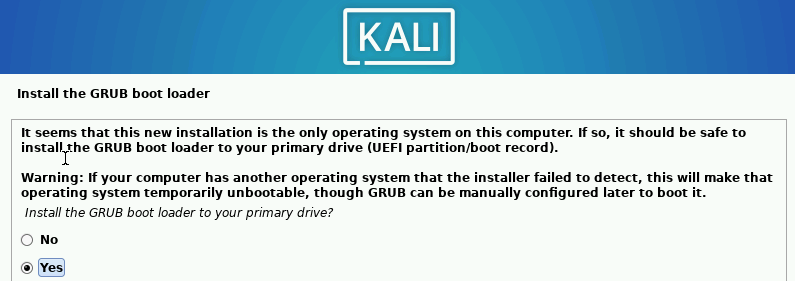 KALI
Install the GRUB boot loader
It seems that this new installation is the only operating system on this computer. If so, it should be safe to
install the GRUB boot loader to your primary drive (UEFI partition/boot record).
Warning: If your computer has another operating system that the installer failed to detect, this will make that
operating system temporarily unbootable, though GRUB can be manually configured later to boot it.
Install the GRUB boot loader to your primary drive?
No
Yes